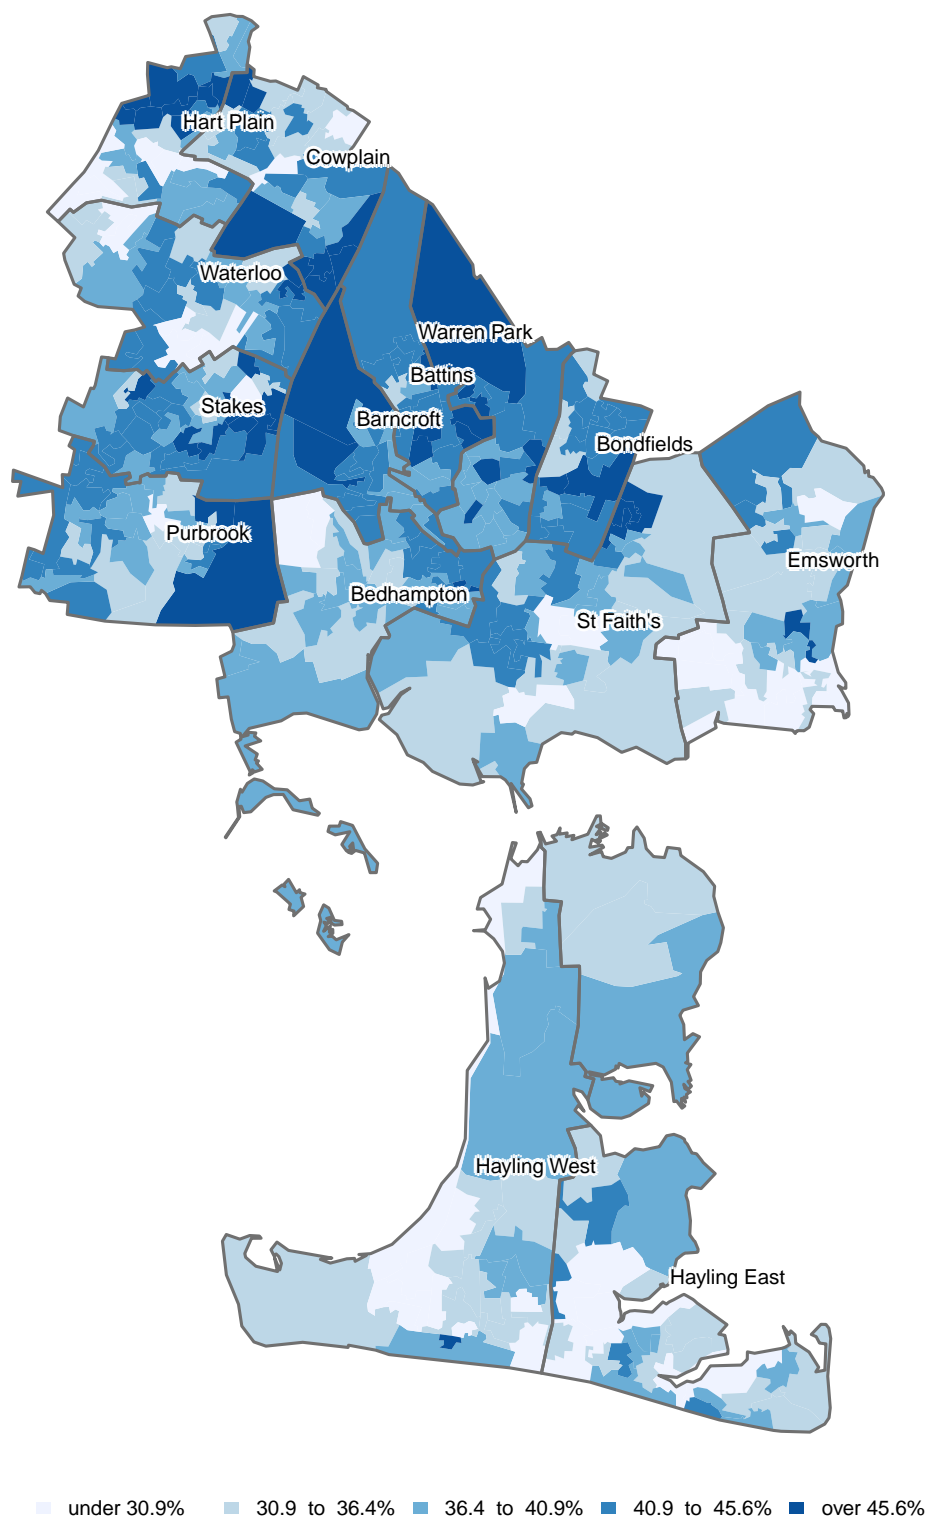 Hart Plain
Cowplain
Waterloo
Warren Park
Battins
Stakes
Barncroft
Bondfields
Purbrook
Emsworth
Bedhampton
St Faith's
Hayling West
Hayling East
under 30.9% 30.9 to 36.4% 36.4 to 40.9% 40.9 to 45.6% over 45.6%